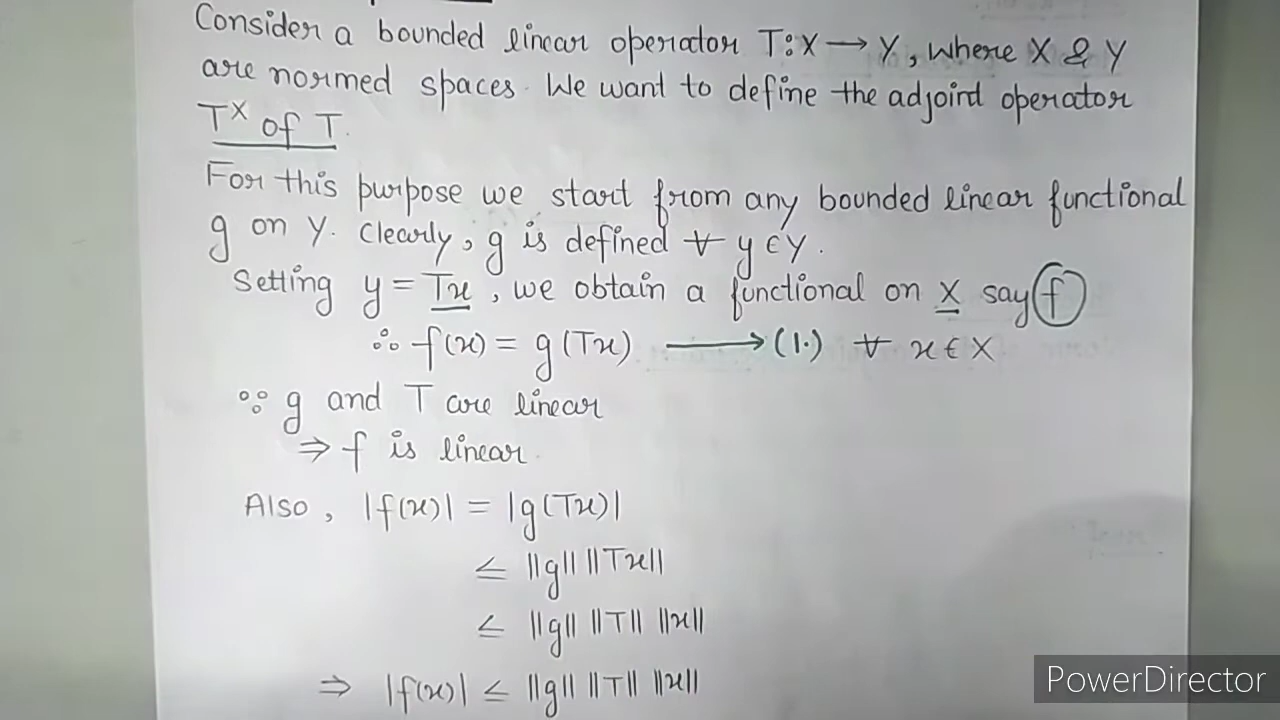 Consider a bounded linear operator T:X → Y, where X & Y
are normed spaces. We want to define the adjoint operator
T× of T.
For this purpose we start from any bounded linear functional
g on Y. Clearly, g is defined ∀ y ∈ Y.
Setting y = Tx, we obtain a functional on X say f
∴ f(x) = g(Tx) ⟶ (1.) ∀ x ∈ X
∵ g and T are linear
⇒ f is linear.
Also, |f(x)| = |g(Tx)|
≤ ||g|| ||Tx||
≤ ||g|| ||T|| ||x||
⇒ |f(x)| ≤ ||g|| ||T|| ||x||
PowerDirector